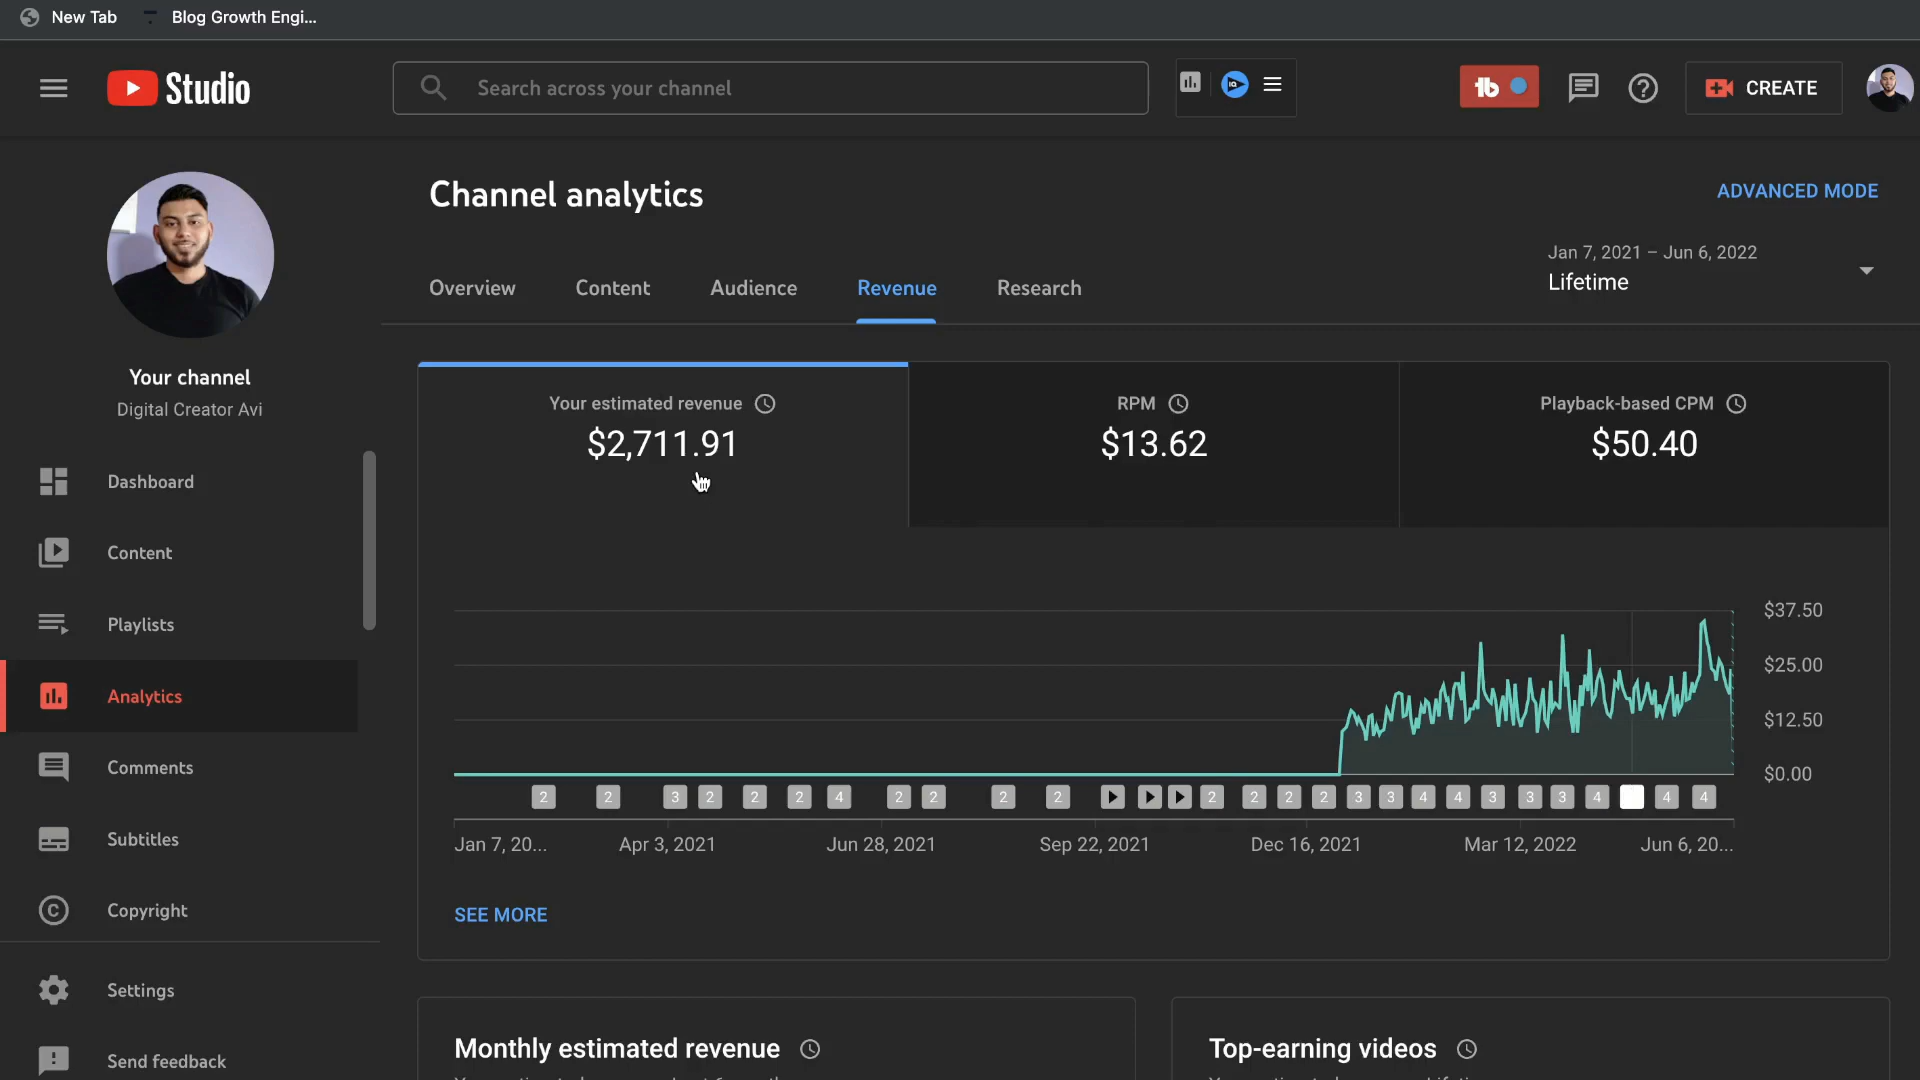 New Tab
Blog Growth Engi...
Studio
Search across your channel
CREATE
Channel analytics
ADVANCED MODE
Jan 7, 2021 – Jun 6, 2022
Lifetime
Overview
Content
Audience
Revenue
Research
Your channel
Digital Creator Avi
Dashboard
Content
Playlists
Analytics
Comments
Subtitles
Copyright
Settings
Send feedback
Your estimated revenue
$2,711.91
RPM
$13.62
Playback-based CPM
$50.40
$37.50
$25.00
$12.50
$0.00
2 2 3 2 2 2 4 2 2 2 2 2 2 2 2 3 3 4 4 3 3 3 4 4 4
Jan 7, 20... Apr 3, 2021 Jun 28, 2021 Sep 22, 2021 Dec 16, 2021 Mar 12, 2022 Jun 6, 20...
SEE MORE
Monthly estimated revenue
Top-earning videos